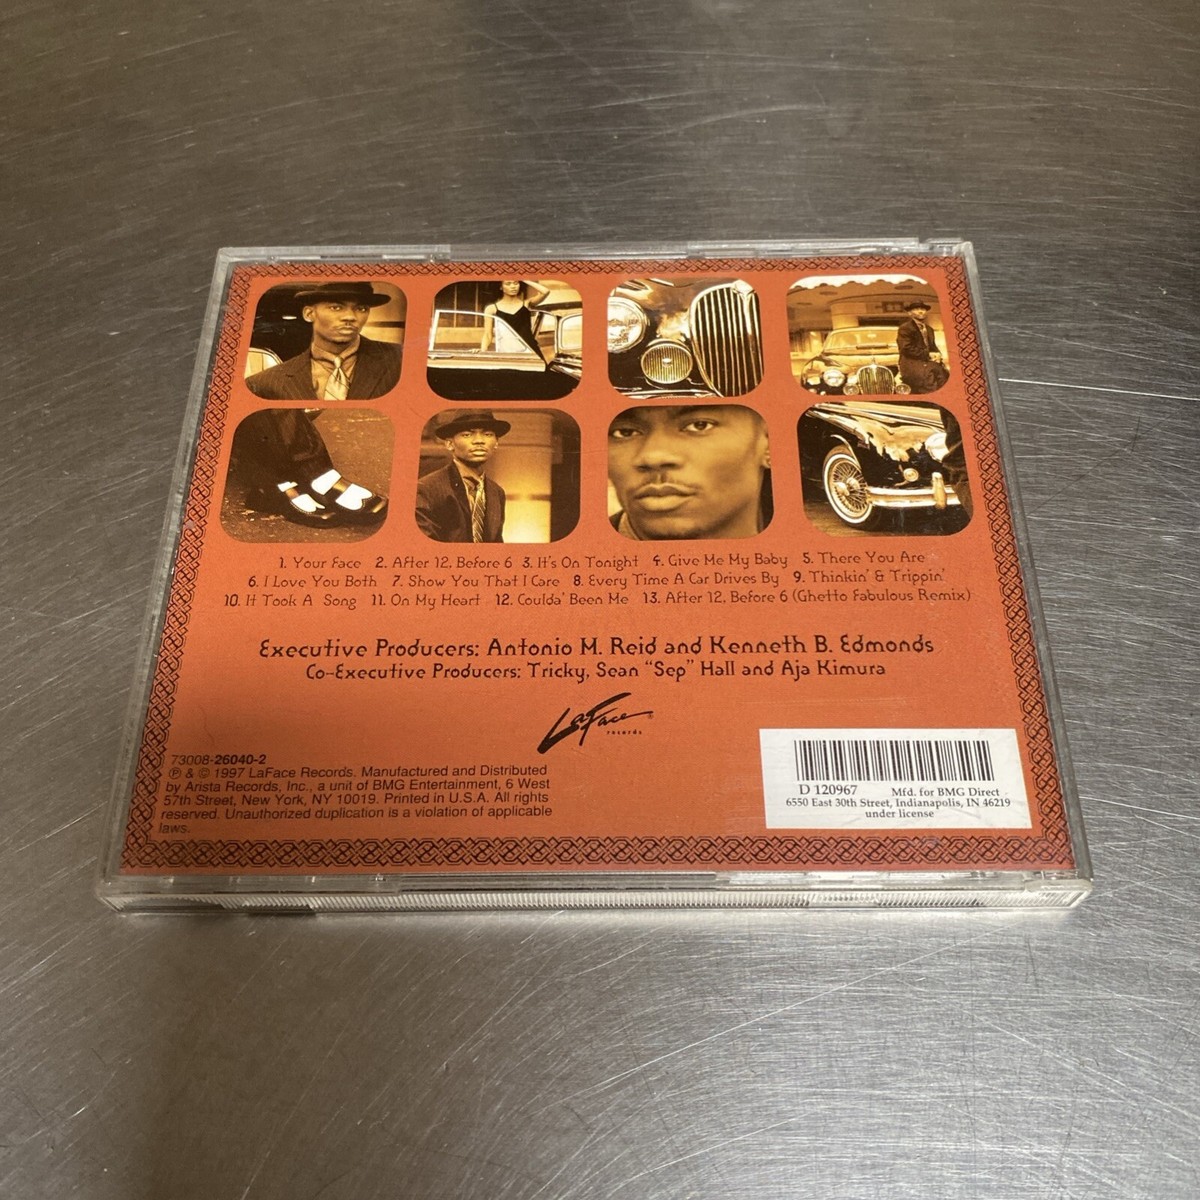 1. Your Face 2. After 12, Before 6 3. It's On Tonight 4. Give Me My Baby 5. There You Are
6. I Love You Both 7. Show You That I Care 8. Every Time A Car Drives By 9. Thinkin' & Trippin'
10. It Took A Song 11. On My Heart 12. Coulda' Been Me 13. After 12, Before 6 (Ghetto Fabulous Remix)
Executive Producers: Antonio M. Reid and Kenneth B. Edmonds
Co-Executive Producers: Tricky, Sean "Sep" Hall and Aja Kimura
LaFace®
records
73008-26040-2
℗ & © 1997 LaFace Records. Manufactured and Distributed
by Arista Records, Inc., a unit of BMG Entertainment, 6 West
57th Street, New York, NY 10019. Printed in U.S.A. All rights
reserved. Unauthorized duplication is a violation of applicable
laws.
D 120967 Mfd. for BMG Direct
6550 East 30th Street, Indianapolis, IN 46219
under license